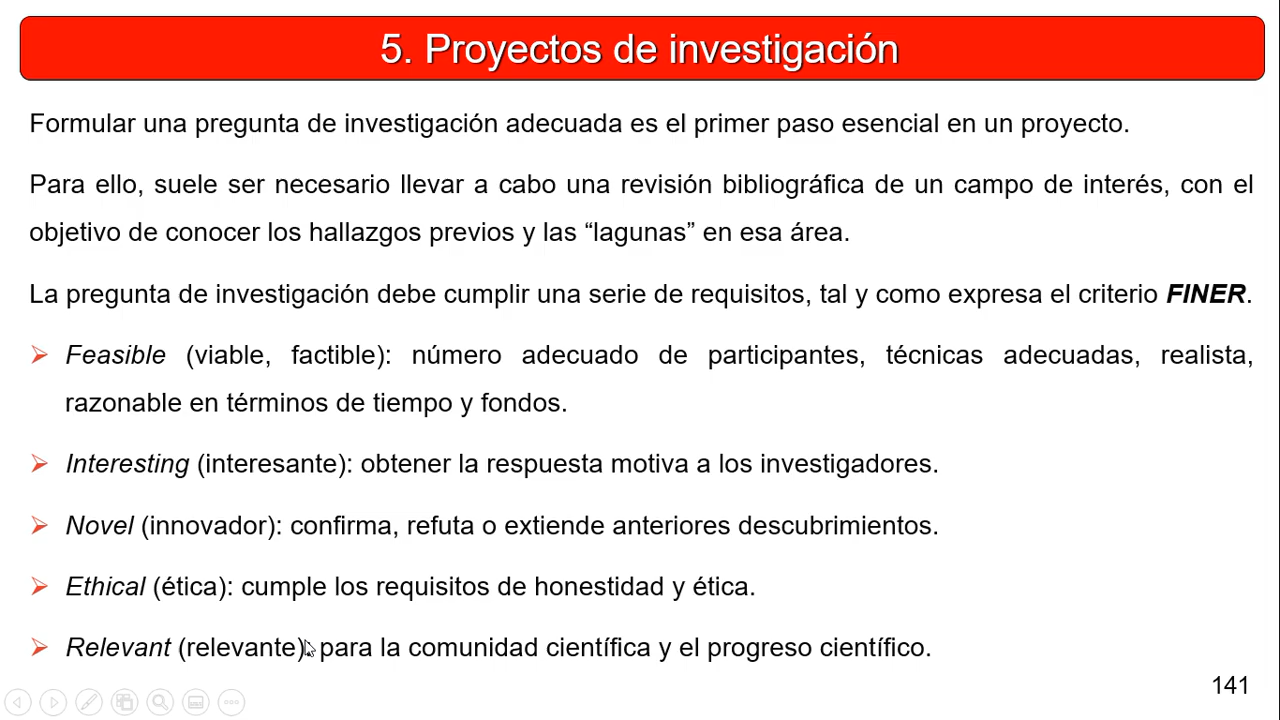 5. Proyectos de investigación
Formular una pregunta de investigación adecuada es el primer paso esencial en un proyecto.
Para ello, suele ser necesario llevar a cabo una revisión bibliográfica de un campo de interés, con el
objetivo de conocer los hallazgos previos y las “lagunas” en esa área.
La pregunta de investigación debe cumplir una serie de requisitos, tal y como expresa el criterio FINER.
Feasible (viable, factible): número adecuado de participantes, técnicas adecuadas, realista,
razonable en términos de tiempo y fondos.
Interesting (interesante): obtener la respuesta motiva a los investigadores.
Novel (innovador): confirma, refuta o extiende anteriores descubrimientos.
Ethical (ética): cumple los requisitos de honestidad y ética.
Relevant (relevante): para la comunidad científica y el progreso científico.
141